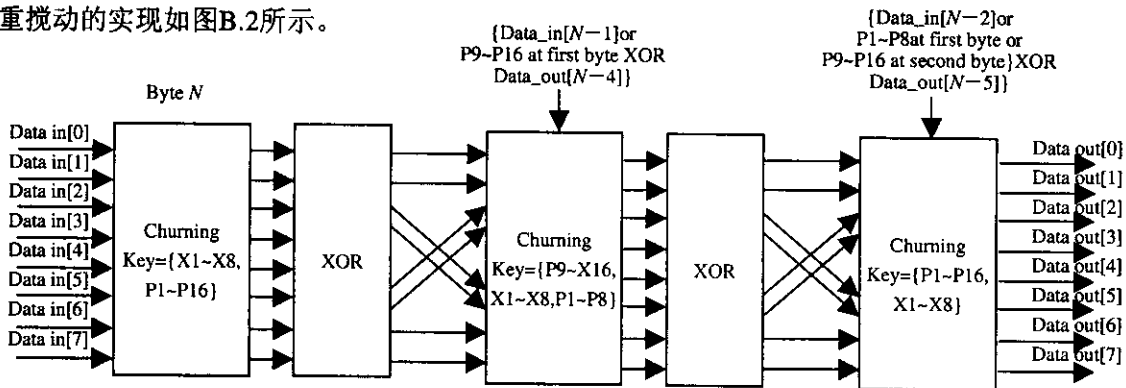 重搅动的实现如图B.2所示。
{Data_in[N−1]or
P9~P16 at first byte XOR
Data_out[N−4]}
{Data_in[N−2]or
P1~P8at first byte or
P9~P16 at second byte}XOR
Data_out[N−5]}
Byte N
Data in[0]
Data in[1]
Data in[2]
Data in[3]
Data in[4]
Data in[5]
Data in[6]
Data in[7]
Churning
Key={X1~X8,
P1~P16}
XOR
Churning
Key={P9~X16,
X1~X8,P1~P8}
XOR
Churning
Key={P1~P16,
X1~X8}
Data out[0]
Data out[1]
Data out[2]
Data out[3]
Data out[4]
Data out[5]
Data out[6]
Data out[7]